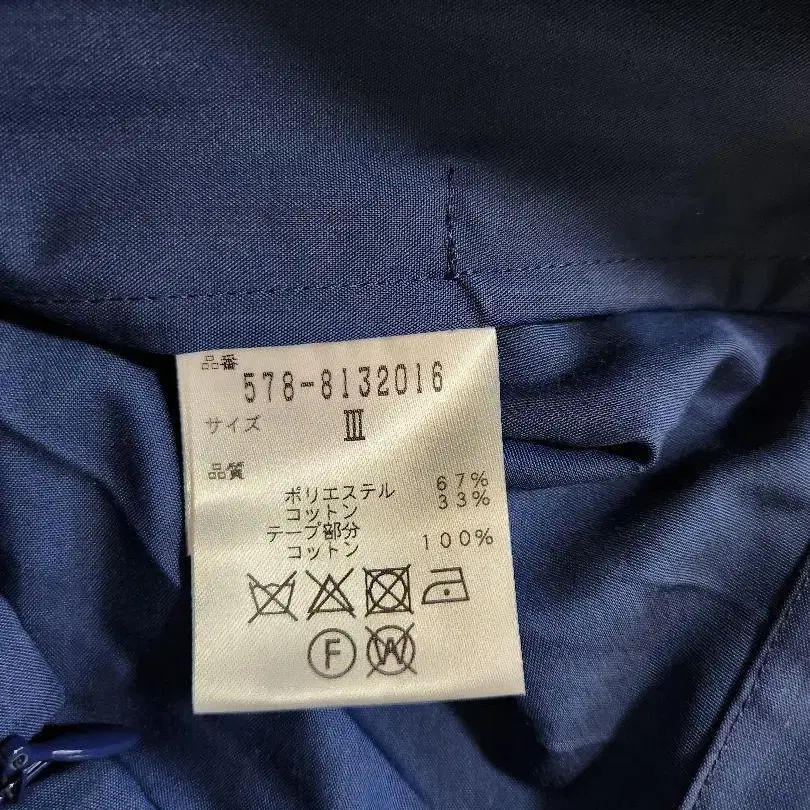 品番
578-8132016
サイズ
Ⅲ
品質
ポリエステル 67%
コットン 33%
テープ部分
コットン 100%
F W